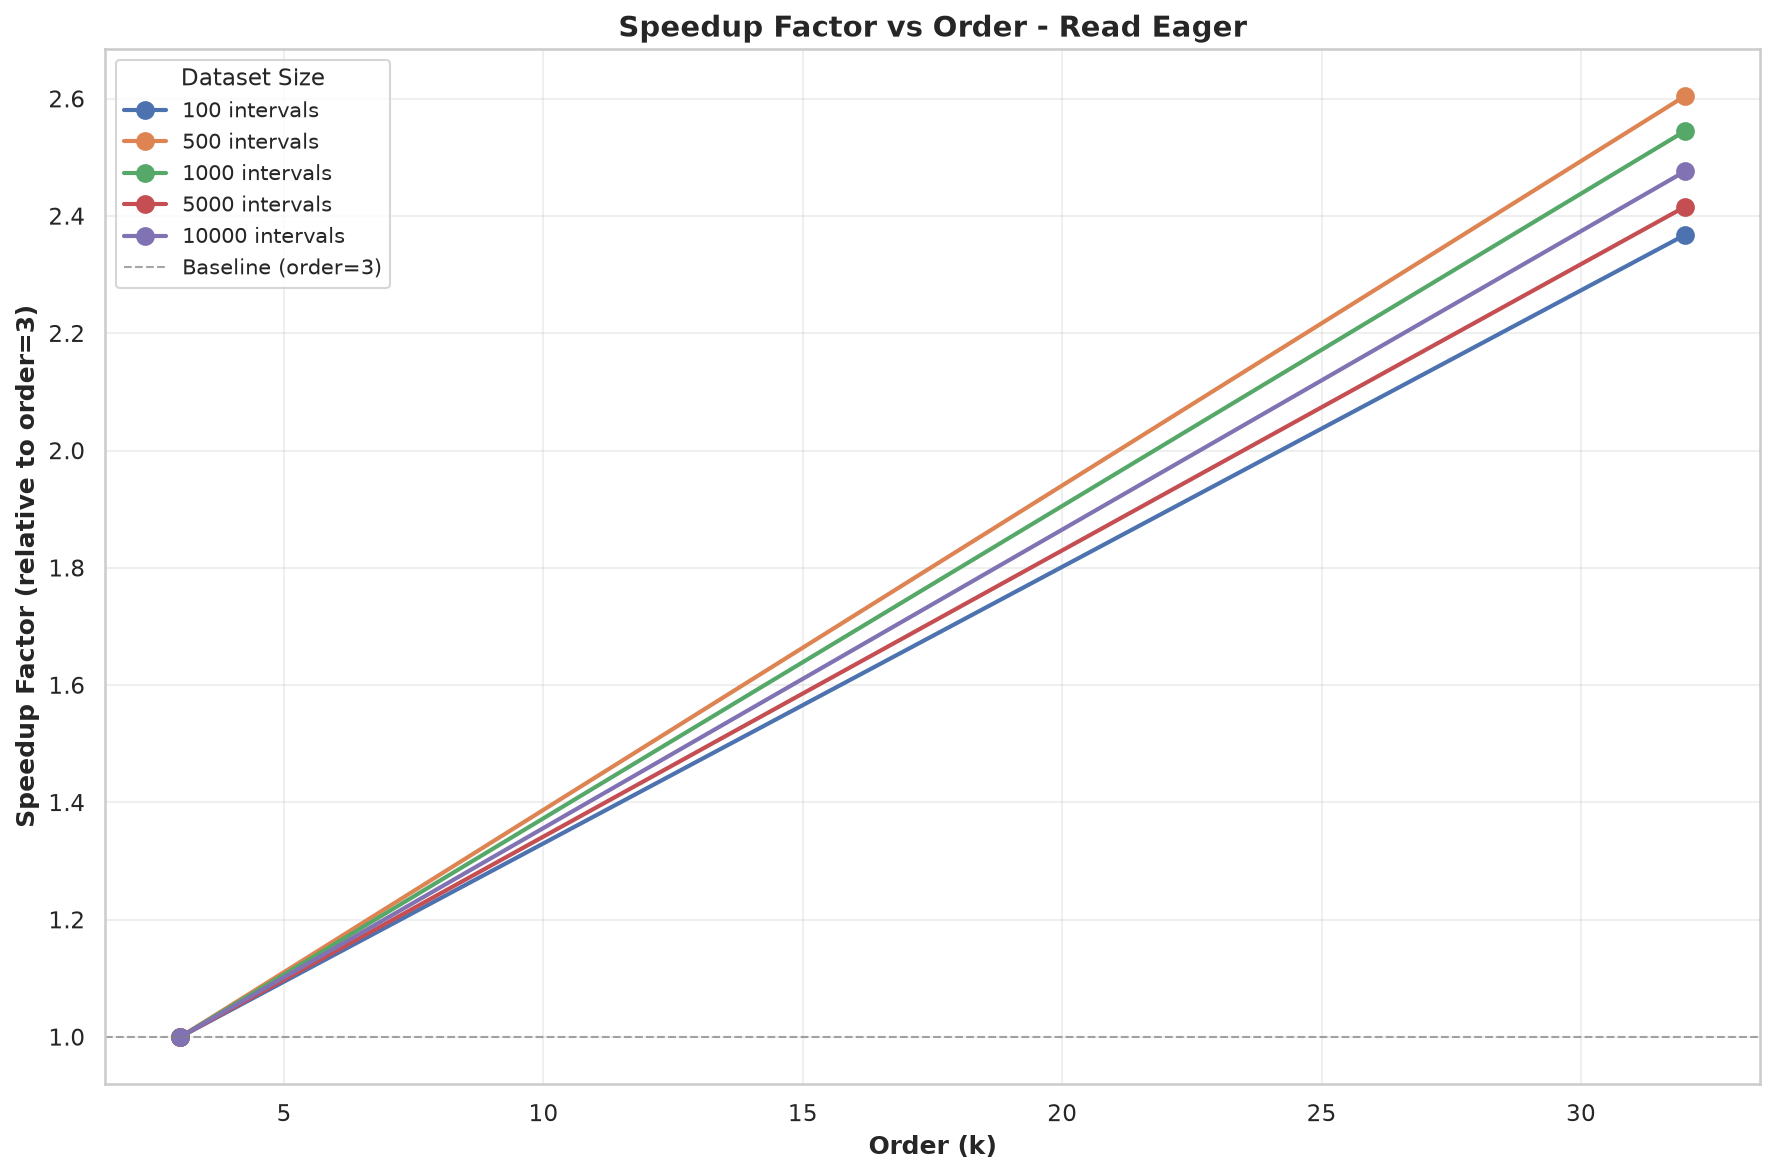 Speedup Factor vs Order - Read Eager
Dataset Size
100 intervals
500 intervals
1000 intervals
5000 intervals
10000 intervals
Baseline (order=3)
Speedup Factor (relative to order=3)
2.6
2.4
2.2
2.0
1.8
1.6
1.4
1.2
1.0
5
10
15
20
25
30
Order (k)